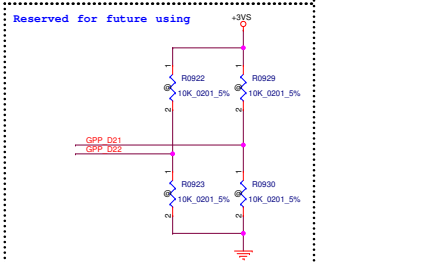 Reserved for future using
+3VS
1
1
R0922
R0929
@
@
10K_0201_5%
10K_0201_5%
2
2
GPP_D21
GPP_D22
1
1
R0923
R0930
@
@
10K_0201_5%
10K_0201_5%
2
2